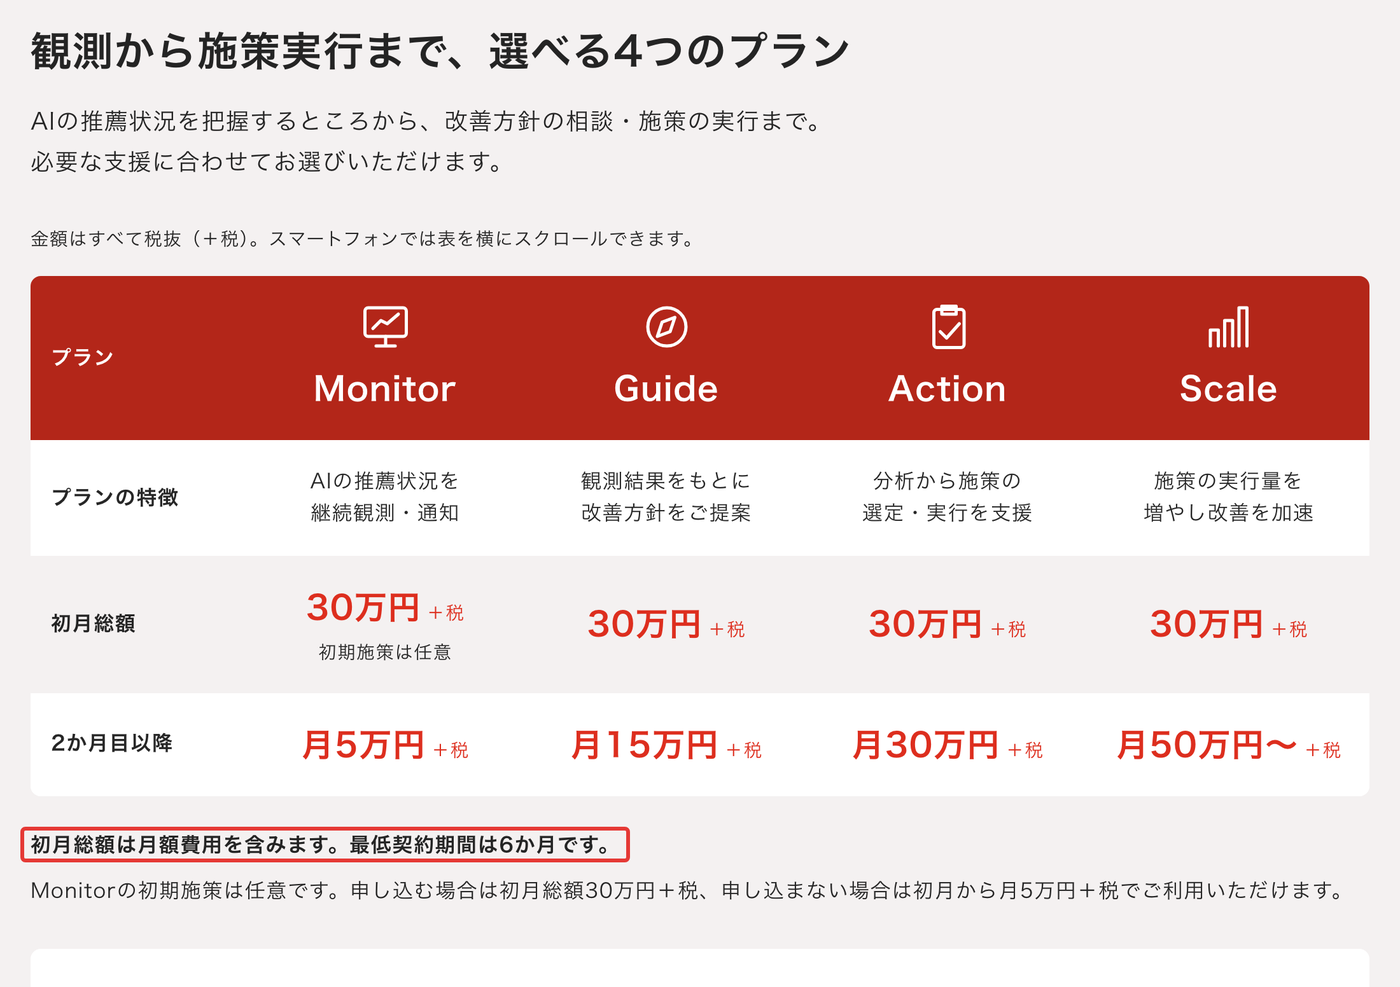 観測から施策実行まで、選べる4つのプラン
AIの推薦状況を把握するところから、改善方針の相談・施策の実行まで。
必要な支援に合わせてお選びいただけます。
金額はすべて税抜（＋税）。スマートフォンでは表を横にスクロールできます。
プラン
Monitor
Guide
Action
Scale
プランの特徴
AIの推薦状況を
継続観測・通知
観測結果をもとに
改善方針をご提案
分析から施策の
選定・実行を支援
施策の実行量を
増やし改善を加速
初月総額
30万円 ＋税
初期施策は任意
30万円 ＋税
30万円 ＋税
30万円 ＋税
2か月目以降
月5万円 ＋税
月15万円 ＋税
月30万円 ＋税
月50万円〜 ＋税
初月総額は月額費用を含みます。最低契約期間は6か月です。
Monitorの初期施策は任意です。申し込む場合は初月総額30万円＋税、申し込まない場合は初月から月5万円＋税でご利用いただけます。